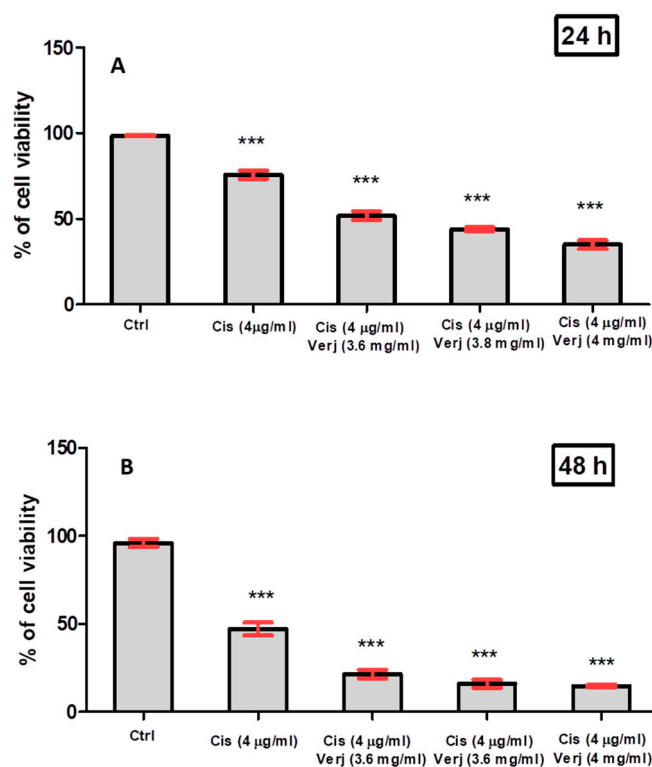 24 h
A
150
100
50
0
% of cell viability
***
***
***
***
Ctrl
Cis (4µg/ml)
Cis (4 µg/ml)
Verj (3.6 mg/ml)
Cis (4 µg/ml)
Verj (3.8 mg/ml)
Cis (4 µg/ml)
Verj (4 mg/ml)
48 h
B
150
100
50
0
% of cell viability
***
***
***
***
Ctrl
Cis (4 µg/ml)
Cis (4 µg/ml)
Verj (3.6 mg/ml)
Cis (4 µg/ml)
Verj (3.6 mg/ml)
Cis (4 µg/ml)
Verj (4 mg/ml)